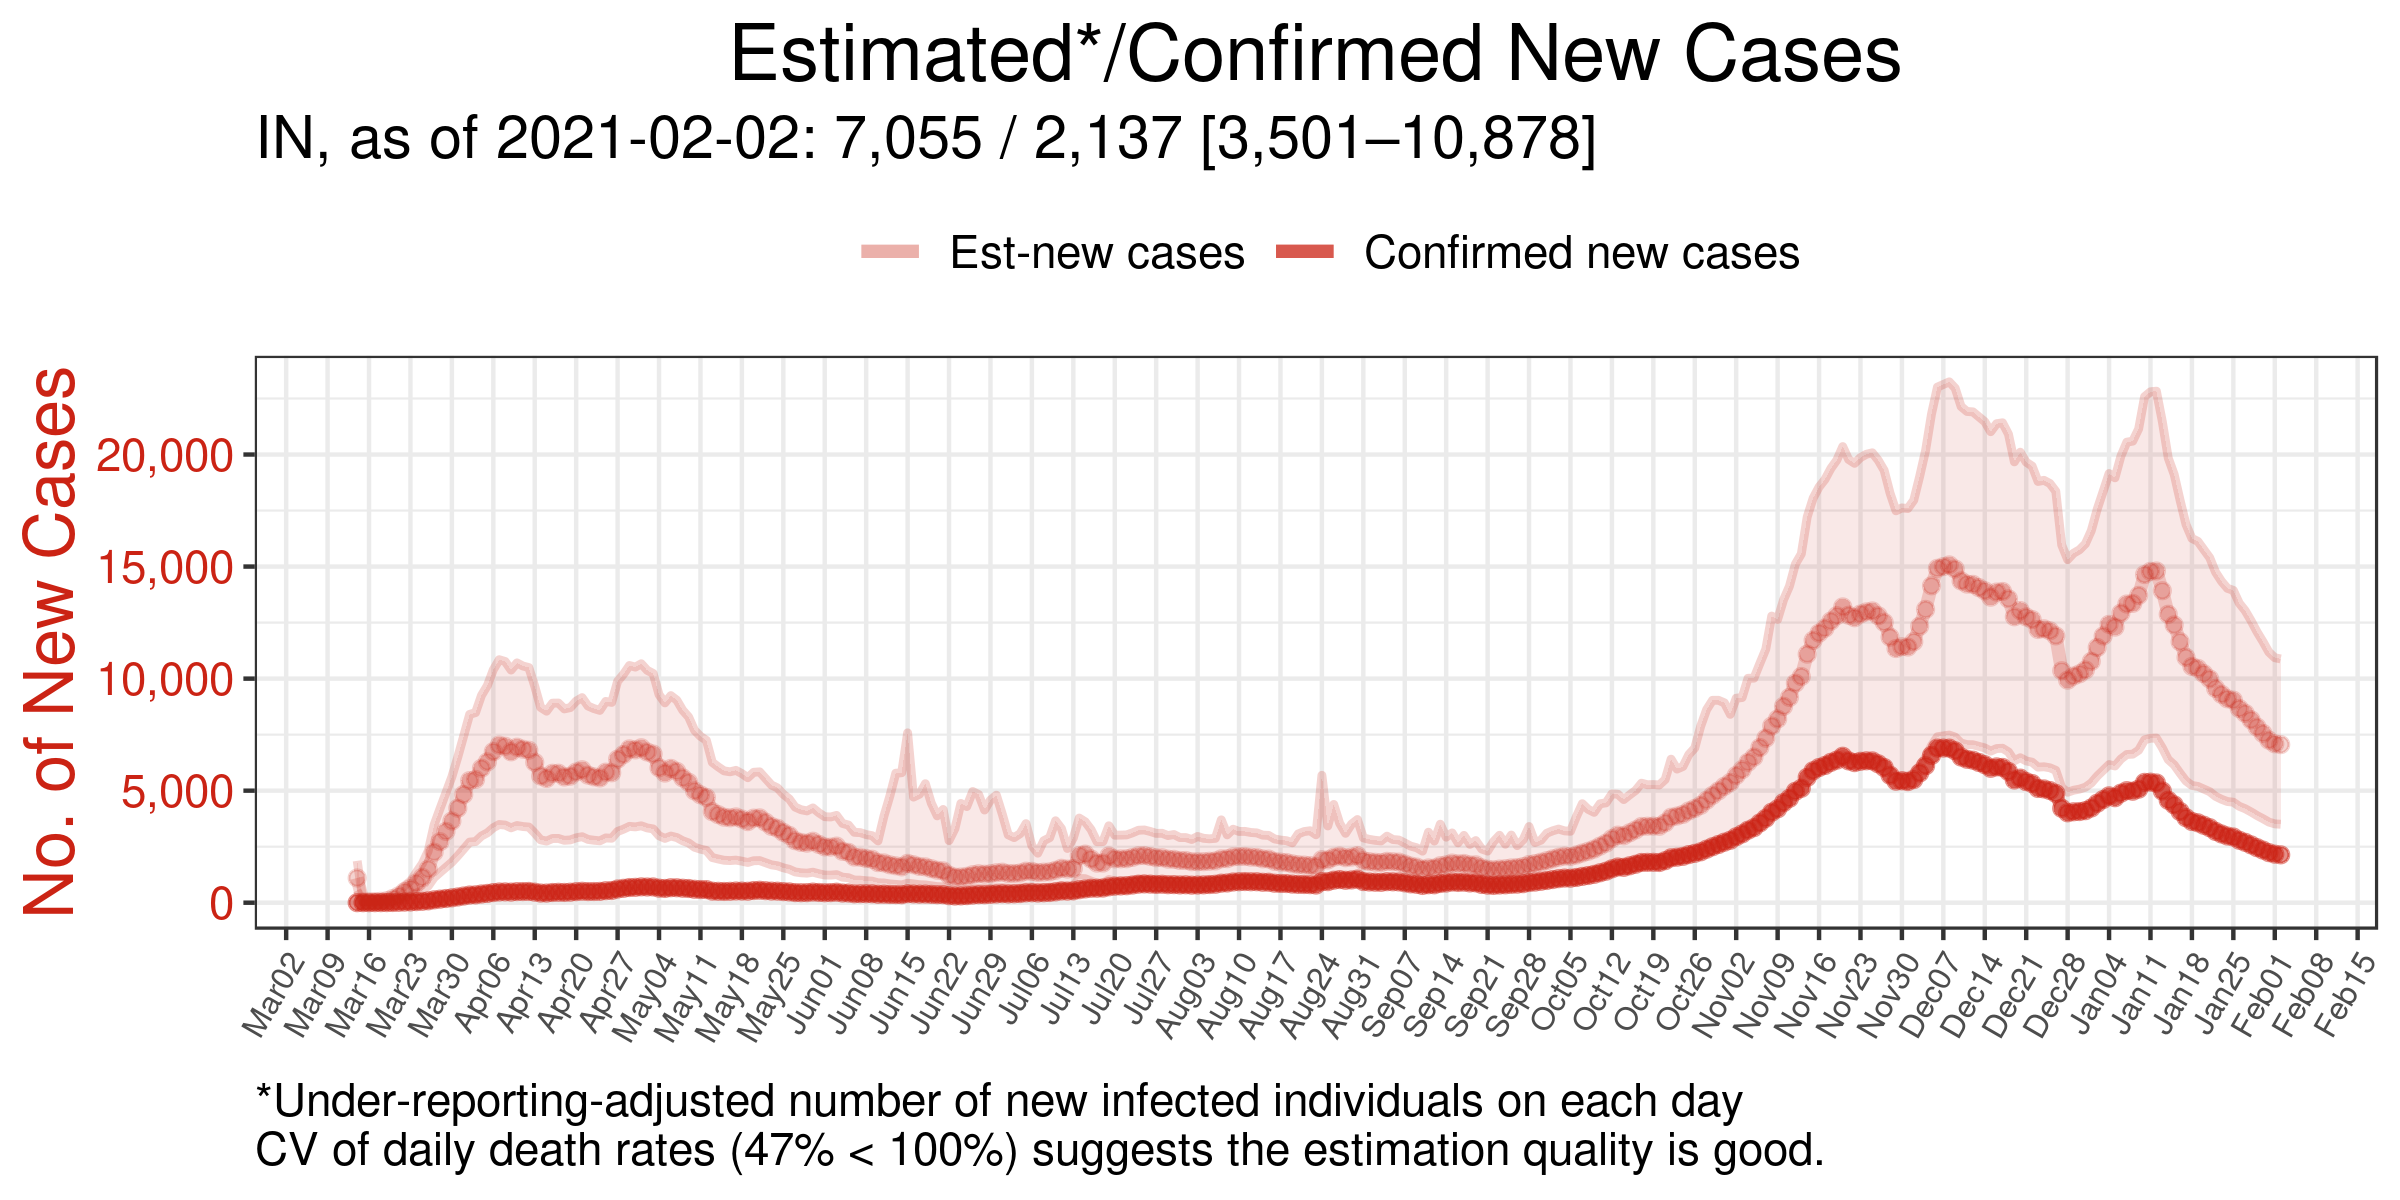 Estimated*/Confirmed New Cases
IN, as of 2021-02-02: 7,055 / 2,137 [3,501–10,878]
Est-new cases
Confirmed new cases
No. of New Cases
20,000
15,000
10,000
5,000
0
Mar02
Mar09
Mar16
Mar23
Mar30
Apr06
Apr13
Apr20
Apr27
May04
May11
May18
May25
Jun01
Jun08
Jun15
Jun22
Jun29
Jul06
Jul13
Jul20
Jul27
Aug03
Aug10
Aug17
Aug24
Aug31
Sep07
Sep14
Sep21
Sep28
Oct05
Oct12
Oct19
Oct26
Nov02
Nov09
Nov16
Nov23
Nov30
Dec07
Dec14
Dec21
Dec28
Jan04
Jan11
Jan18
Jan25
Feb01
Feb08
Feb15
*Under-reporting-adjusted number of new infected individuals on each day
CV of daily death rates (47% < 100%) suggests the estimation quality is good.